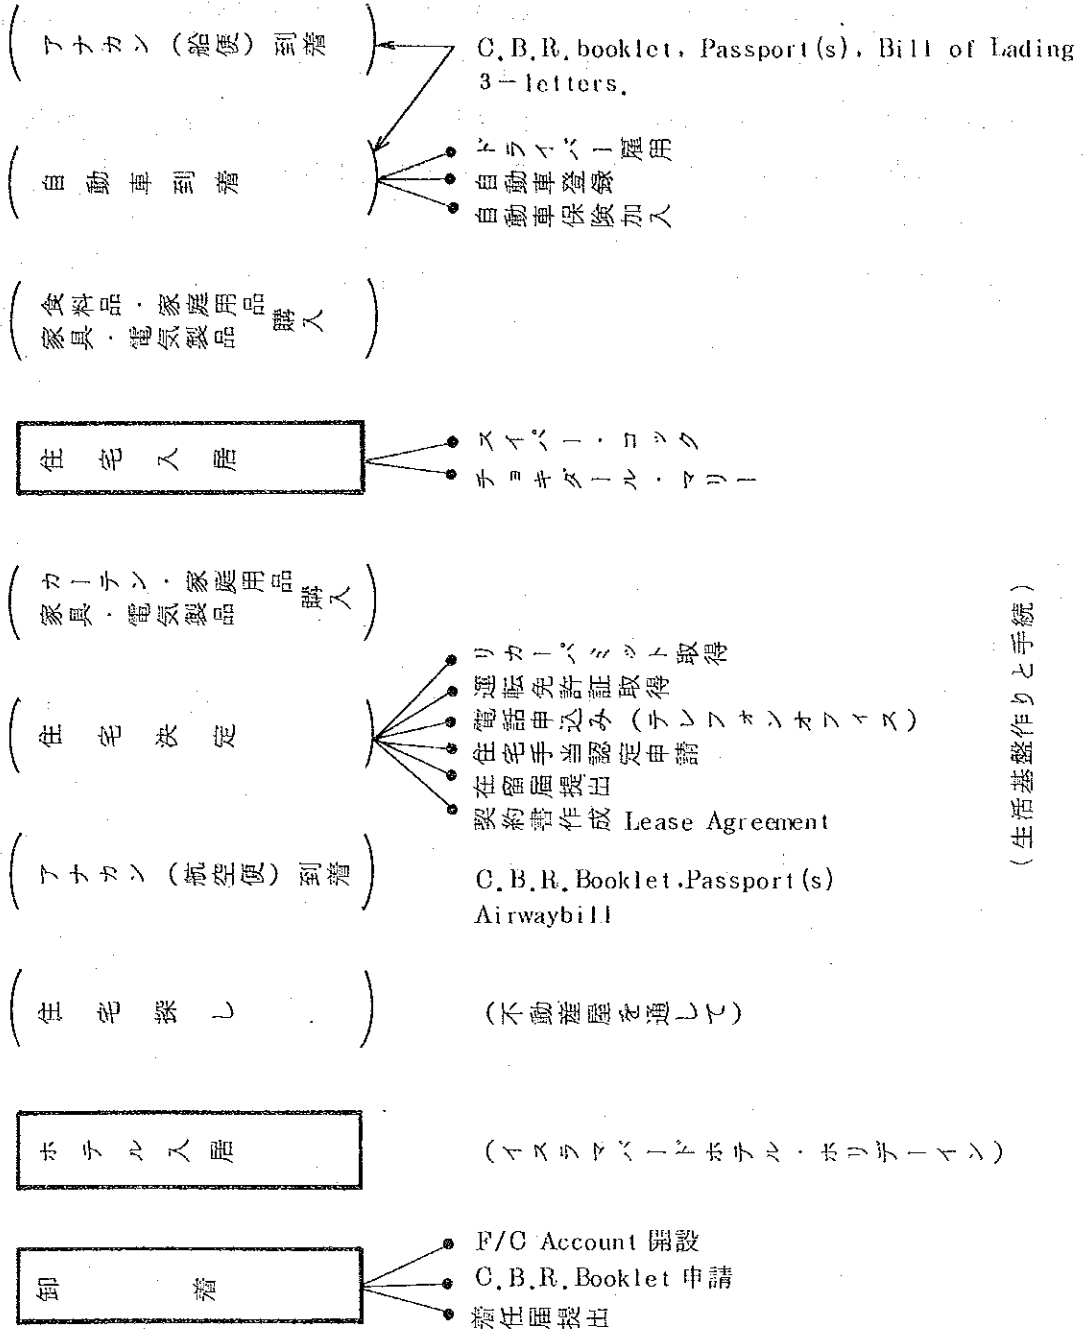 アナカン（船便）到着
C.B.R.booklet, Passport(s), Bill of Lading
3－letters.
自動車到着
ドライバー雇用
自動車登録
自動車保険加入
食料品・家庭用品
家具・電気製品
購入
住宅入居
スイパー・コック
チョキダール・マリー
カーテン・家庭用品
家具・電気製品
購入
住宅決定
リカーパミット取得
運転免許証取得
電話申込み（テレフォンオフィス）
住宅手当認定申請
在留届提出
契約書作成 Lease Agreement
アナカン（航空便）到着
C.B.R.Booklet.Passport(s)
Airwaybill
住宅探し
（不動産屋を通して）
ホテル入居
（イスラマバードホテル・ホリデーイン）
卸着
F/C Account 開設
C.B.R.Booklet 申請
着任届提出
（生活基盤作りと手続）